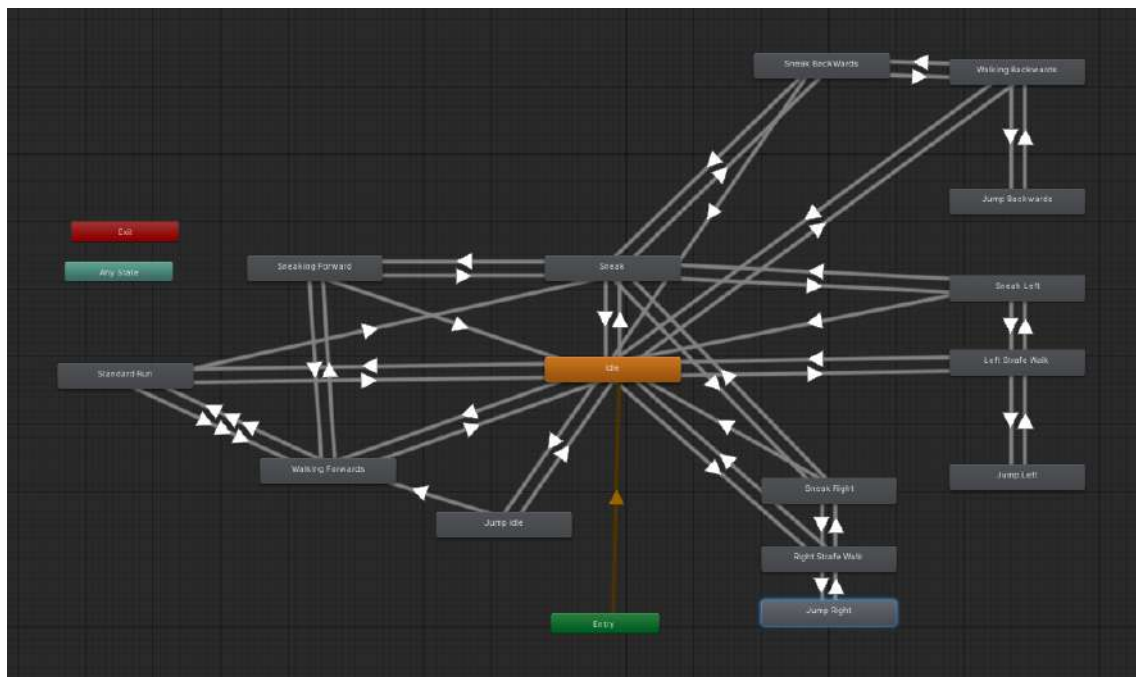 Sneak BackWards
Walking Backwards
Jump Backwards
Exit
Any State
Sneaking Forward
Sneak
Sneak Left
Standard Run
Idle
Left Strafe Walk
Walking Forwards
Jump Left
Sneak Right
Jump Idle
Right Strafe Walk
Jump Right
Entry